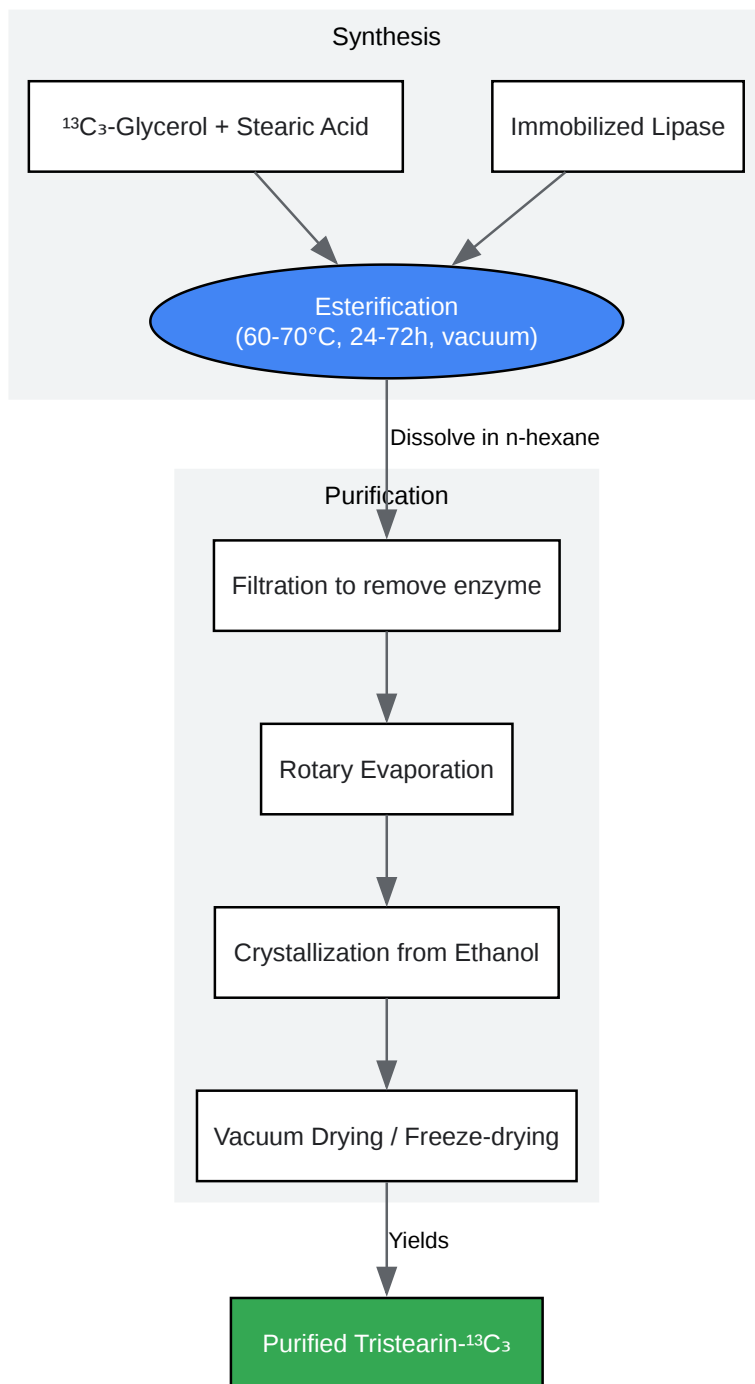 Synthesis
¹³C₃-Glycerol + Stearic Acid
Immobilized Lipase
Esterification
(60-70°C, 24-72h, vacuum)
Dissolve in n-hexane
Purification
Filtration to remove enzyme
Rotary Evaporation
Crystallization from Ethanol
Vacuum Drying / Freeze-drying
Yields
Purified Tristearin-¹³C₃